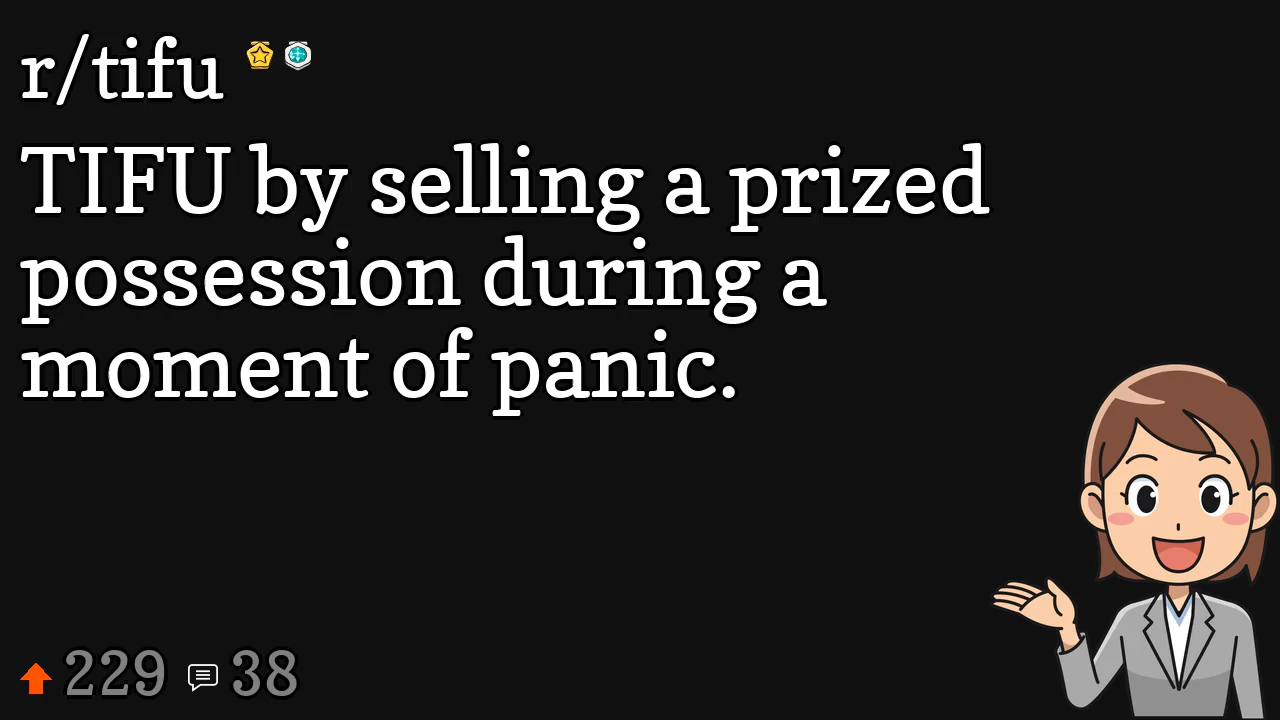 r/tifu
TIFU by selling a prized
possession during a
moment of panic.
229 38